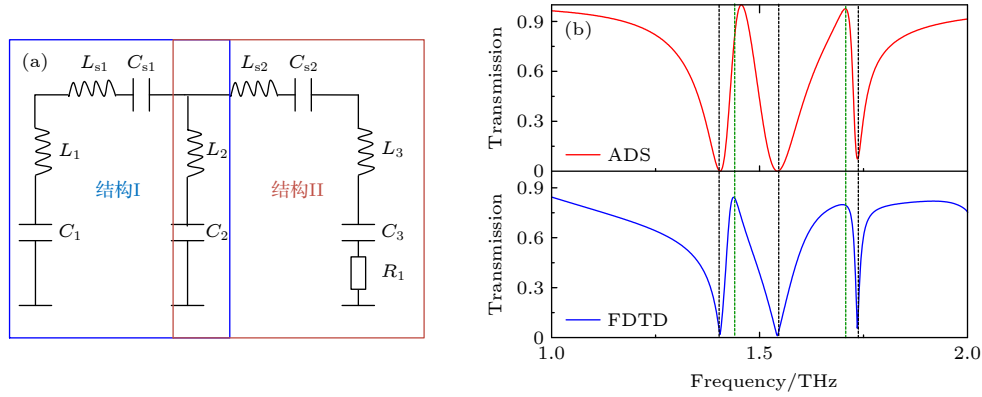 (a)
L_s1 C_s1 L_s2 C_s2
L_1 L_2 L_3
结构I 结构II
C_1 C_2 C_3
R_1
(b)
Transmission
0.9
0.6
0.3
0
ADS
Transmission
0.9
0.6
0.3
0
FDTD
1.0 1.5 2.0
Frequency/THz